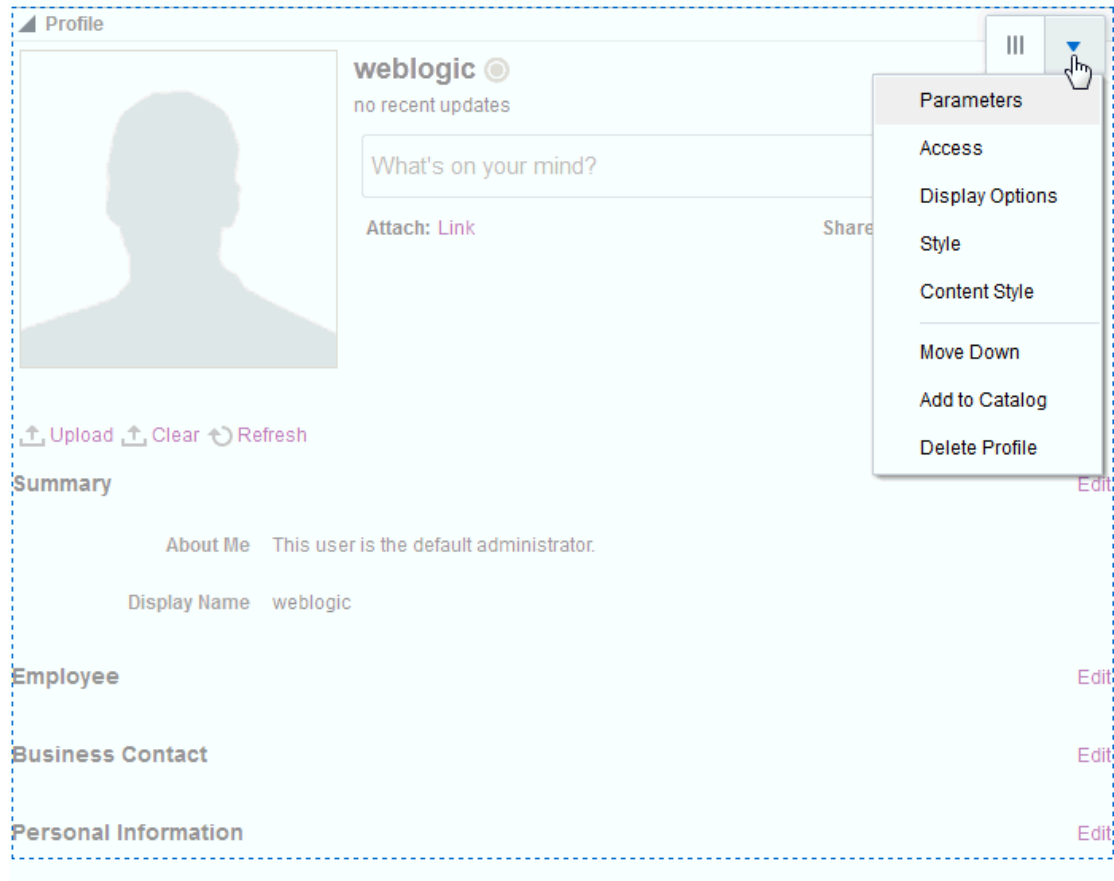 Profile
weblogic
no recent updates
What's on your mind?
Attach: Link
Share
Parameters
Access
Display Options
Style
Content Style
Move Down
Add to Catalog
Delete Profile
Upload Clear Refresh
Summary Edit
About Me This user is the default administrator.
Display Name weblogic
Employee Edit
Business Contact Edit
Personal Information Edit